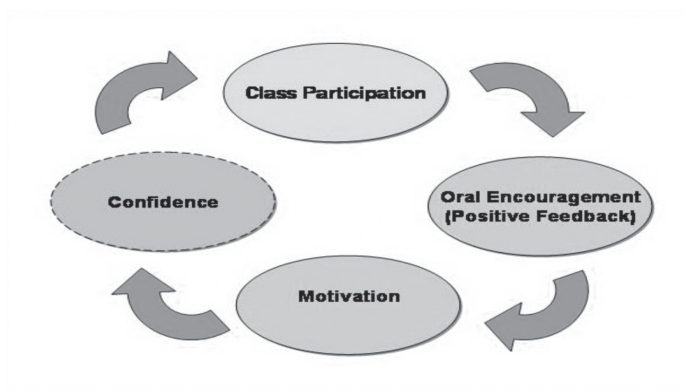 Class Participation
Oral Encouragement
(Positive Feedback)
Motivation
Confidence